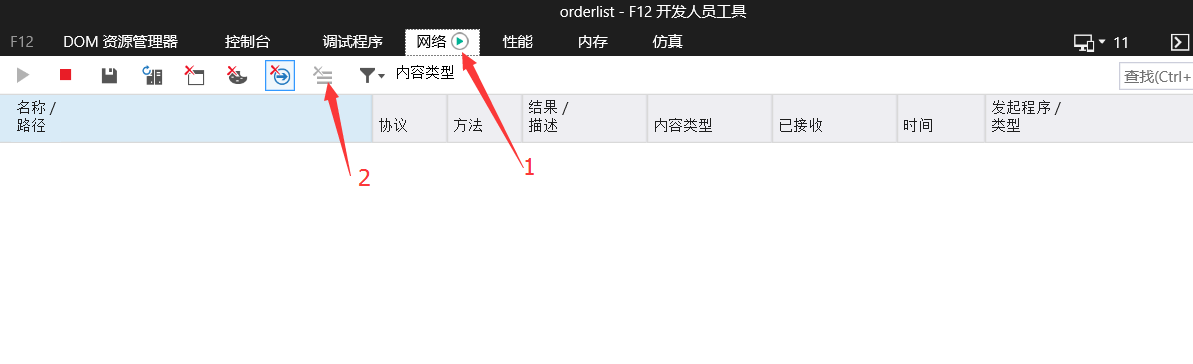 orderlist - F12 开发人员工具
F12 DOM 资源管理器 控制台 调试程序 网络 性能 内存 仿真 11
内容类型 查找(Ctrl+
名称 /
路径
协议
方法
结果 /
描述
内容类型
已接收
时间
发起程序 /
类型
1
2